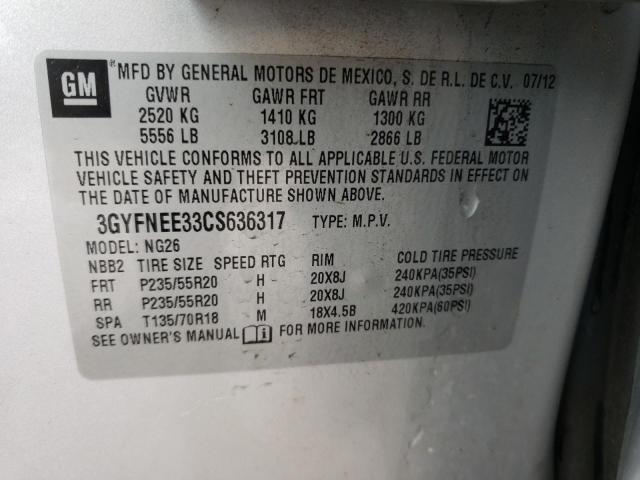 GM ® MFD BY GENERAL MOTORS DE MEXICO, S. DE R.L. DE C.V. 07/12
GVWR GAWR FRT GAWR RR
2520 KG 1410 KG 1300 KG
5556 LB 3108 LB 2866 LB
THIS VEHICLE CONFORMS TO ALL APPLICABLE U.S. FEDERAL MOTOR
VEHICLE SAFETY AND THEFT PREVENTION STANDARDS IN EFFECT ON
THE DATE OF MANUFACTURE SHOWN ABOVE.
3GYFNEE33CS636317 TYPE: M.P.V.
MODEL: NG26
NBB2 TIRE SIZE SPEED RTG RIM COLD TIRE PRESSURE
FRT P235/55R20 H 20X8J 240KPA(35PSI)
RR P235/55R20 H 20X8J 240KPA(35PSI)
SPA T135/70R18 M 18X4.5B 420KPA(60PSI)
SEE OWNER'S MANUAL FOR MORE INFORMATION.